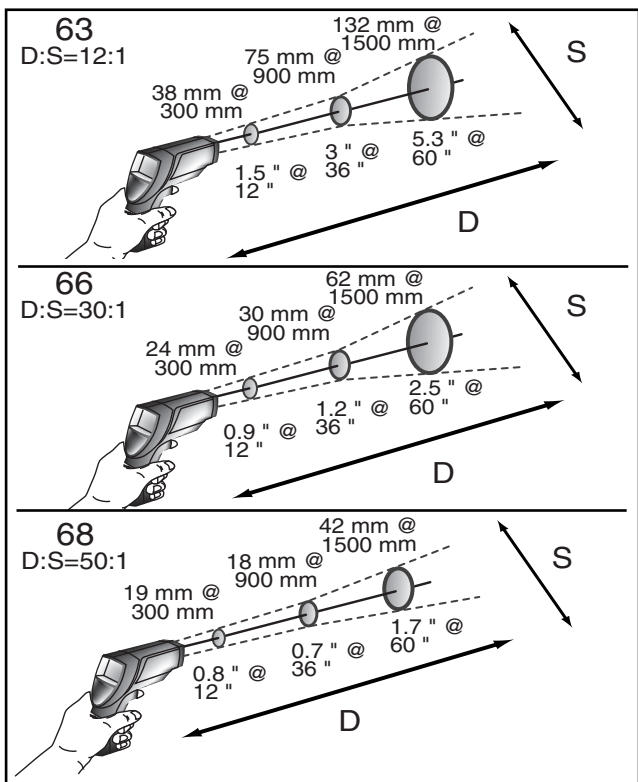 63
D:S=12:1
38 mm @
300 mm
75 mm @
900 mm
132 mm @
1500 mm
S
1.5 " @
12 "
3 " @
36 "
5.3 " @
60 "
D
66
D:S=30:1
24 mm @
300 mm
30 mm @
900 mm
62 mm @
1500 mm
S
0.9 " @
12 "
1.2 " @
36 "
2.5 " @
60 "
D
68
D:S=50:1
19 mm @
300 mm
18 mm @
900 mm
42 mm @
1500 mm
S
0.8 " @
12 "
0.7 " @
36 "
1.7 " @
60 "
D